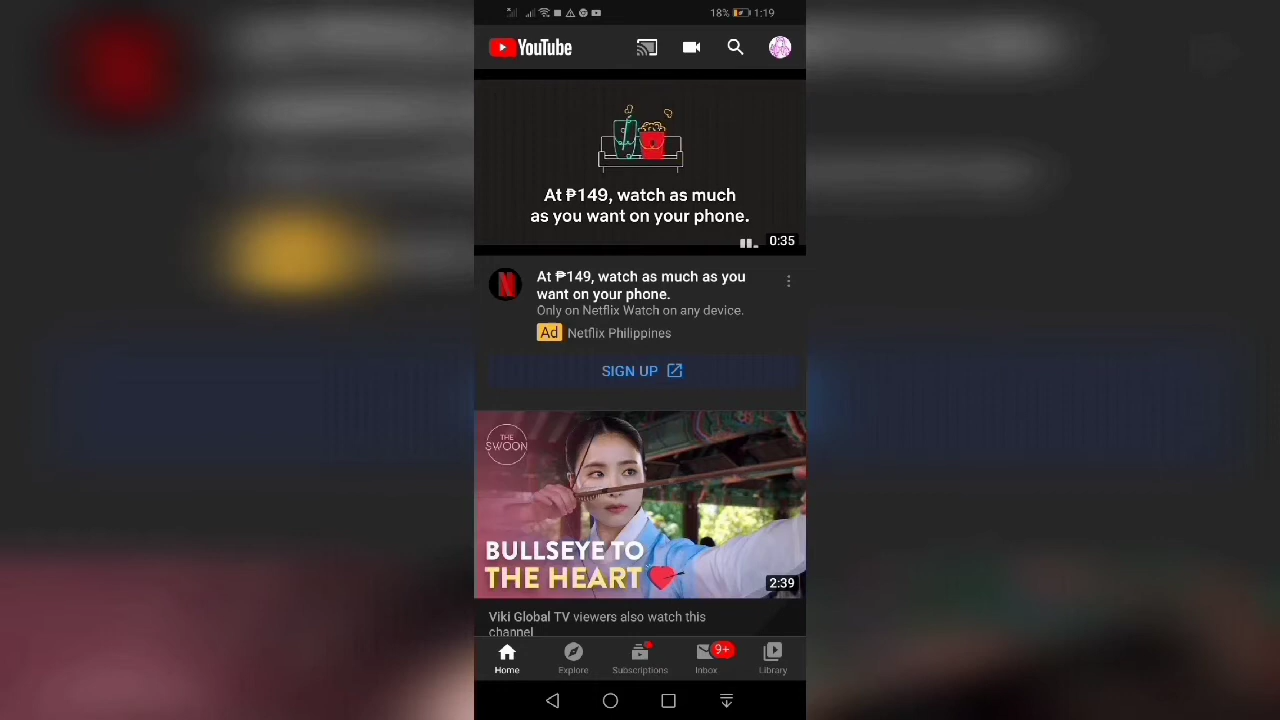 18% 1:19
YouTube
At ₱149, watch as much
as you want on your phone.
0:35
At ₱149, watch as much as you
want on your phone.
Only on Netflix Watch on any device.
Ad Netflix Philippines
SIGN UP
THE
SWOON
BULLSEYE TO
THE HEART
2:39
Viki Global TV viewers also watch this
channel
9+
Home Explore Subscriptions Inbox Library